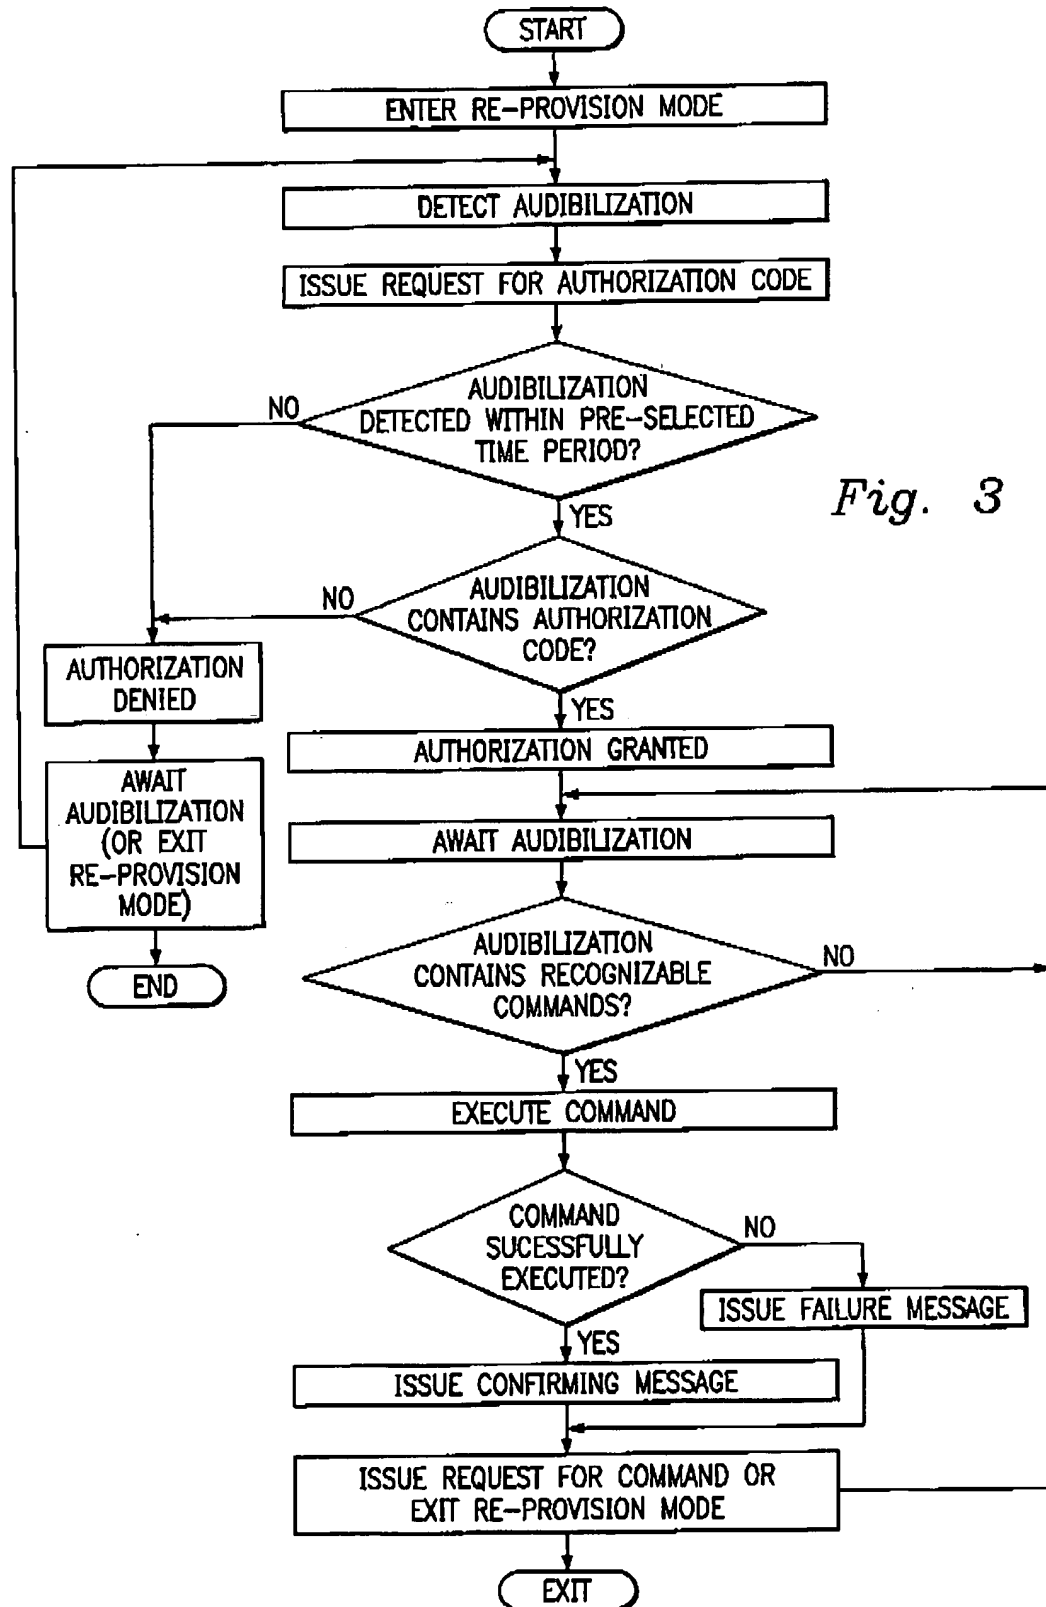 START
ENTER RE-PROVISION MODE
DETECT AUDIBILIZATION
ISSUE REQUEST FOR AUTHORIZATION CODE
AUDIBILIZATION
DETECTED WITHIN PRE-SELECTED
TIME PERIOD?
NO
YES
Fig. 3
AUDIBILIZATION
CONTAINS AUTHORIZATION
CODE?
NO
YES
AUTHORIZATION
DENIED
AUTHORIZATION GRANTED
AWAIT
AUDIBILIZATION
(OR EXIT
RE-PROVISION
MODE)
END
AWAIT AUDIBILIZATION
AUDIBILIZATION
CONTAINS RECOGNIZABLE
COMMANDS?
NO
YES
EXECUTE COMMAND
COMMAND
SUCESSFULLY
EXECUTED?
NO
ISSUE FAILURE MESSAGE
YES
ISSUE CONFIRMING MESSAGE
ISSUE REQUEST FOR COMMAND OR
EXIT RE-PROVISION MODE
EXIT